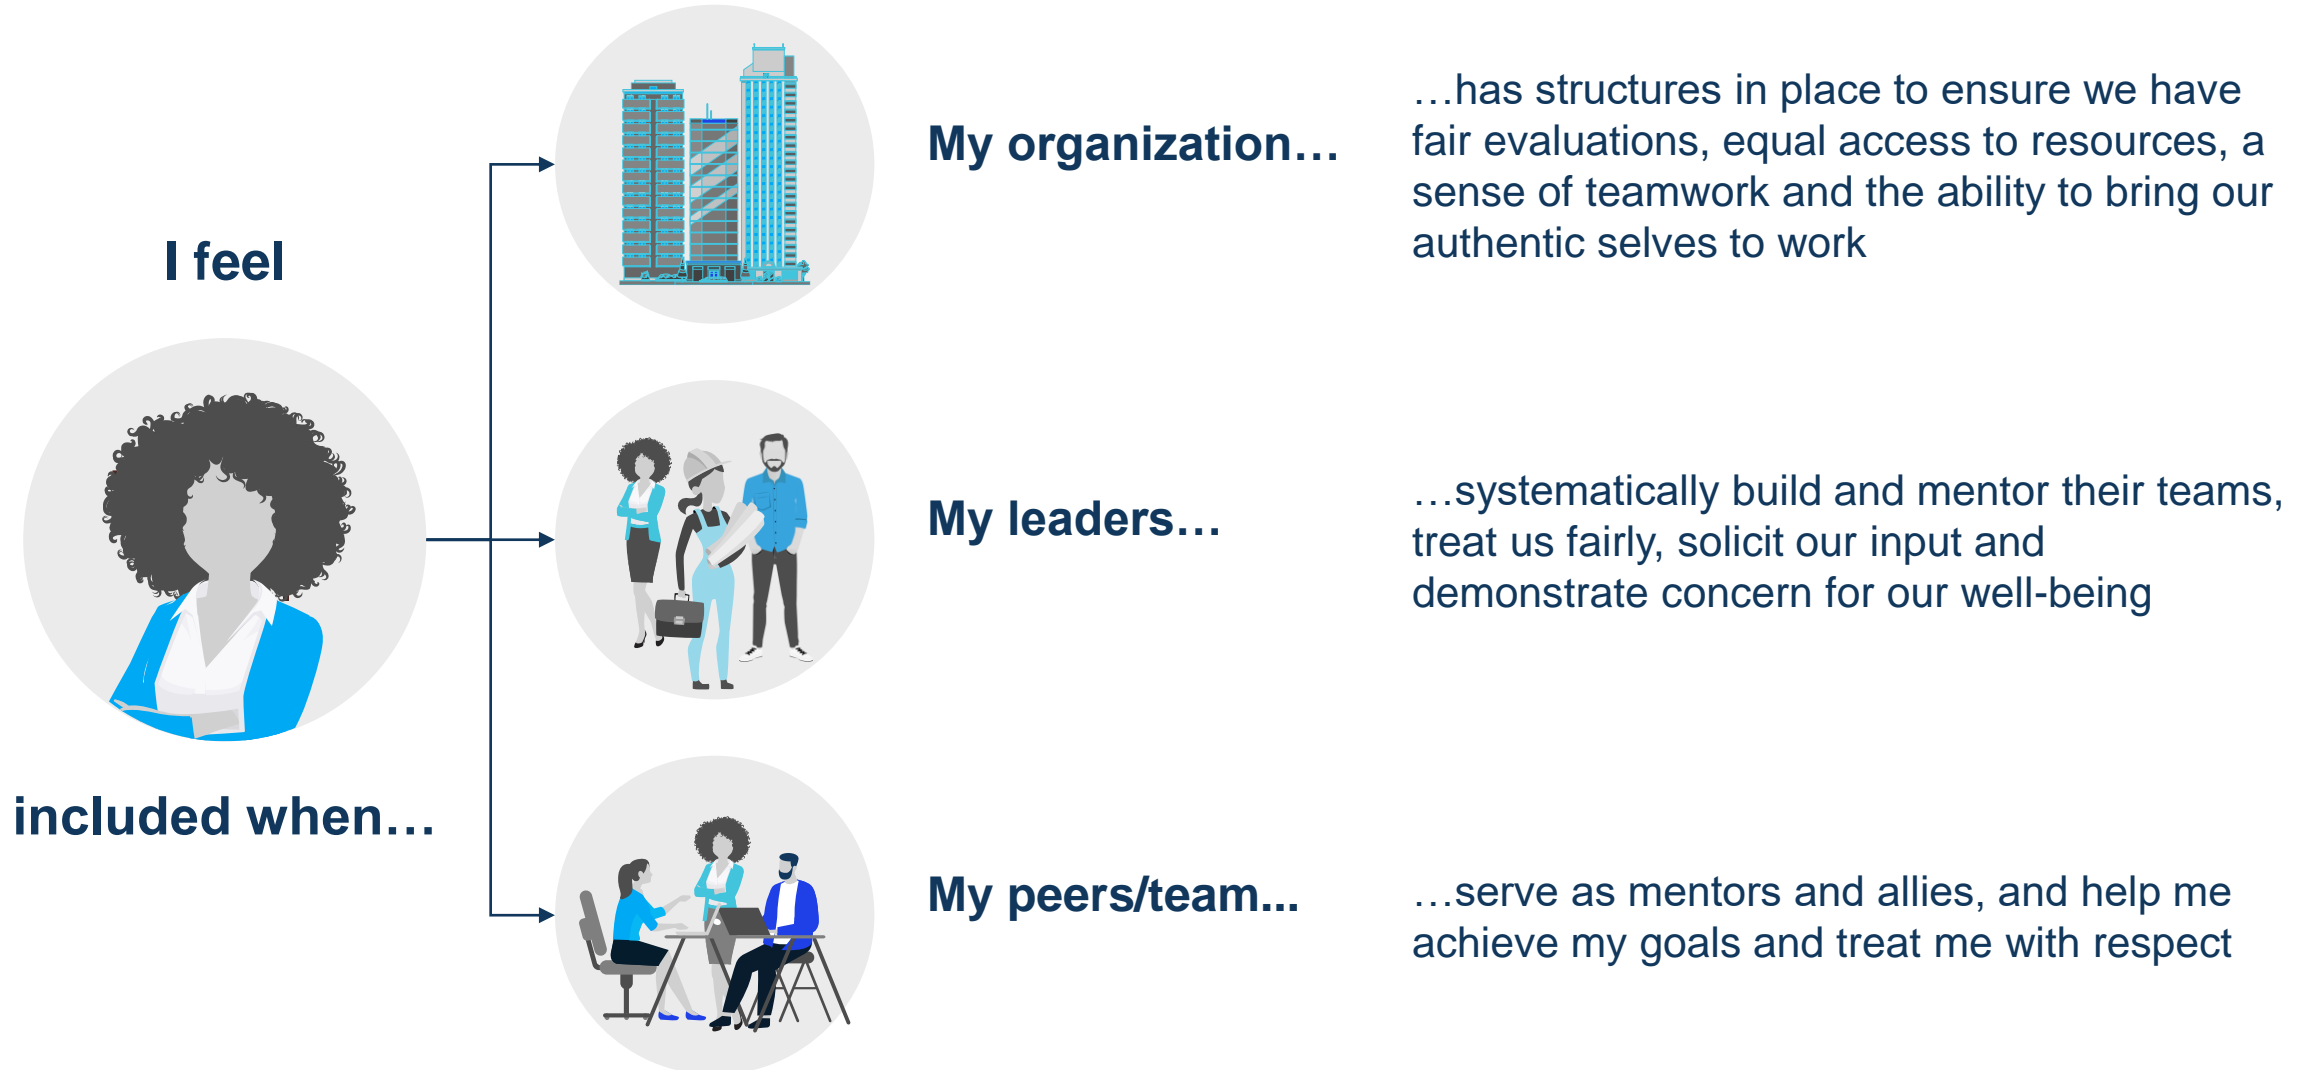 I feel
included when…
My organization…
…has structures in place to ensure we have
fair evaluations, equal access to resources, a
sense of teamwork and the ability to bring our
authentic selves to work
My leaders…
…systematically build and mentor their teams,
treat us fairly, solicit our input and
demonstrate concern for our well-being
My peers/team...
…serve as mentors and allies, and help me
achieve my goals and treat me with respect